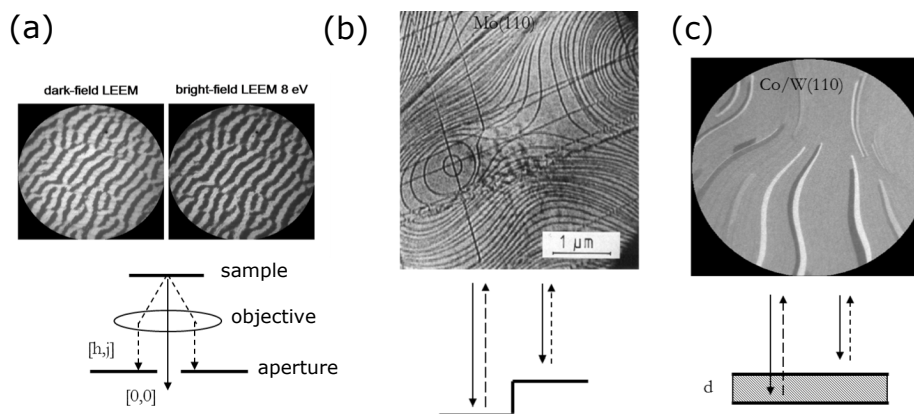 (a)
dark-field LEEM
bright-field LEEM 8 eV
sample
objective
[h,j]
aperture
[0,0]
(b)
Mo(110)
1 µm
(c)
Co/W(110)
d